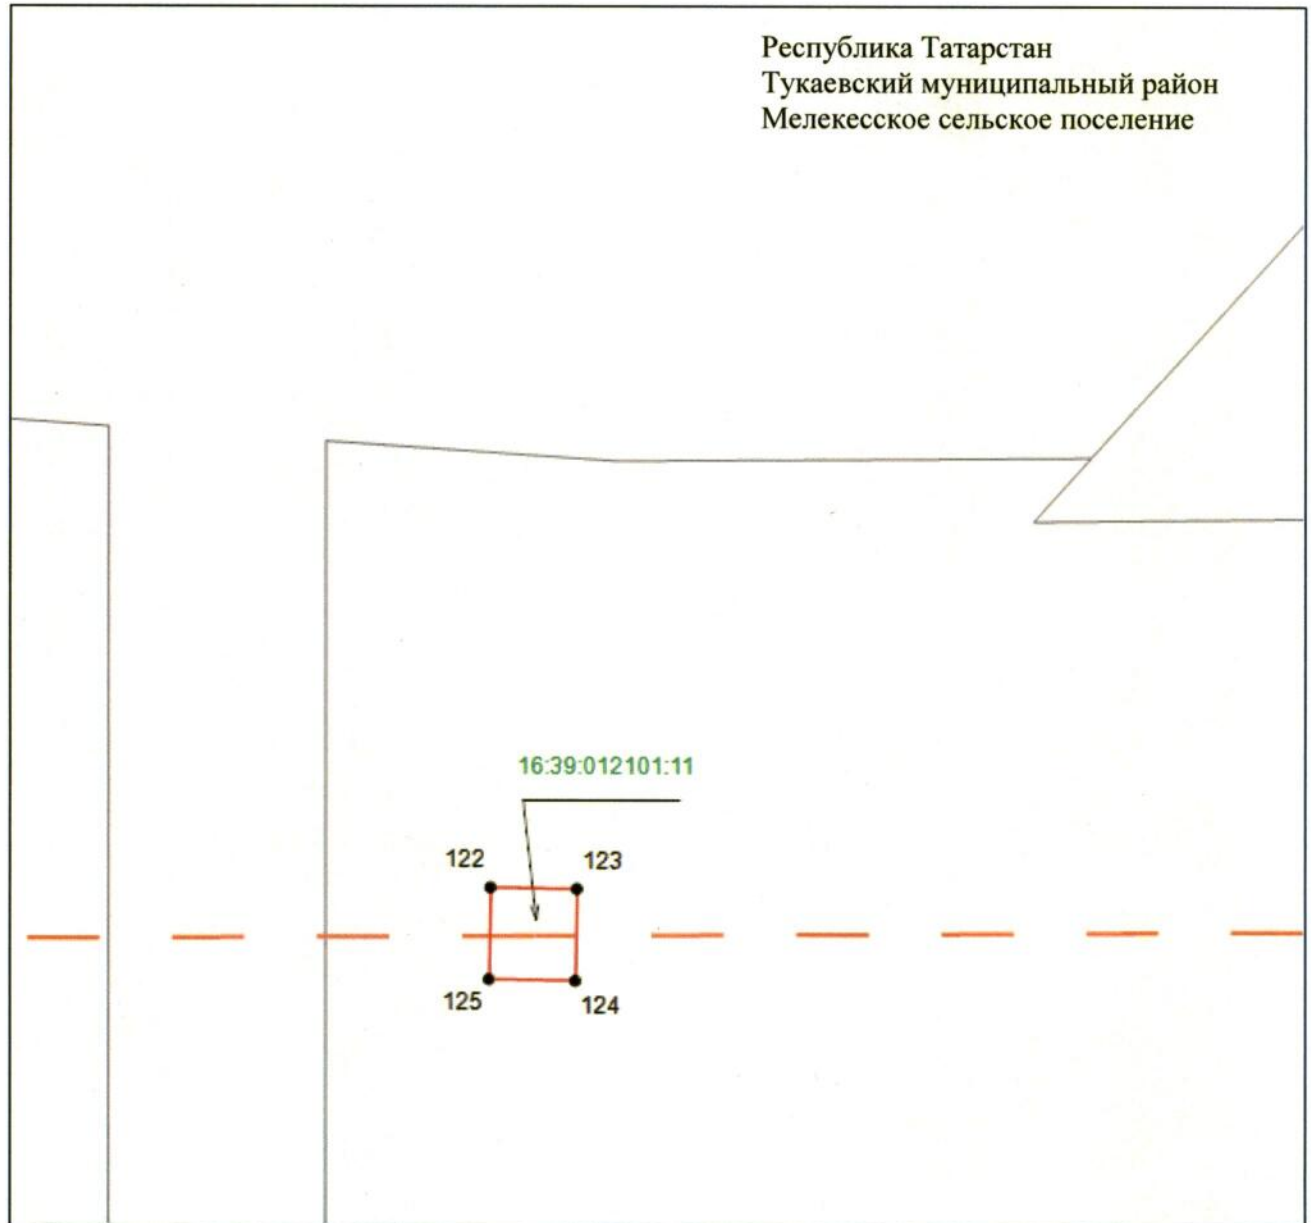 Республика Татарстан
Тукаевский муниципальный район
Мелекесское сельское поселение
16:39:012101:11
122
123
125
124